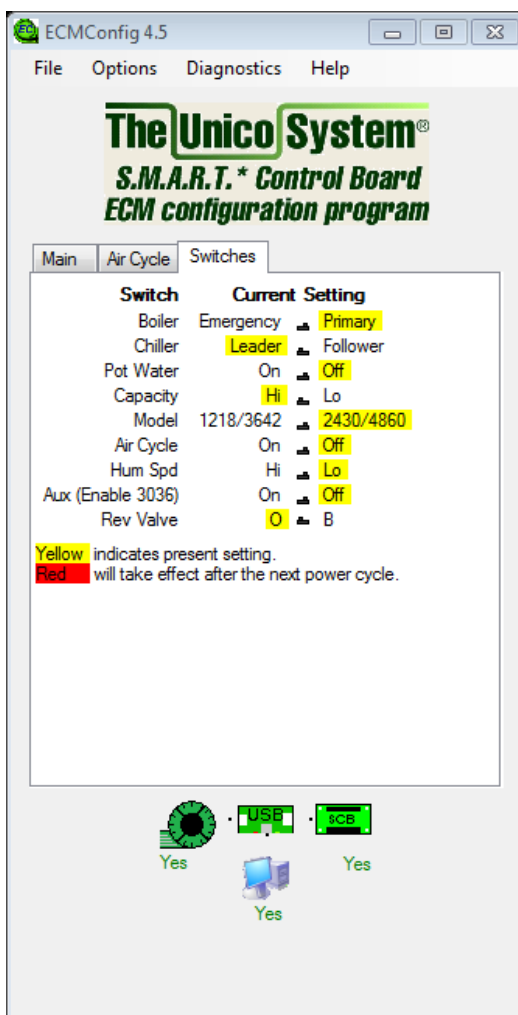 ECMConfig 4.5
File Options Diagnostics Help
The Unico System®
S.M.A.R.T.* Control Board
ECM configuration program
Main Air Cycle Switches
Switch Current Setting
Boiler Emergency Primary
Chiller Leader Follower
Pot Water On Off
Capacity Hi Lo
Model 1218/3642 2430/4860
Air Cycle On Off
Hum Spd Hi Lo
Aux (Enable 3036) On Off
Rev Valve O B
Yellow indicates present setting.
Red will take effect after the next power cycle.
USB SCB
Yes Yes
Yes